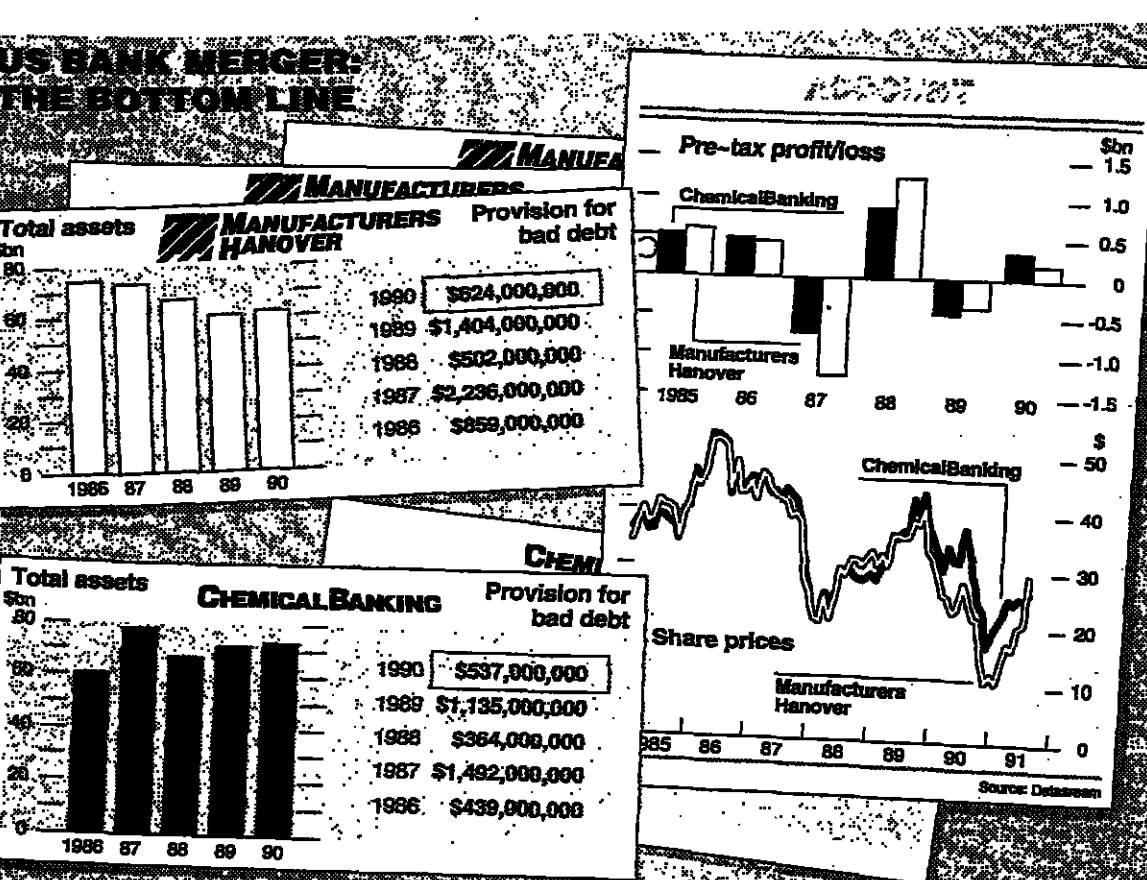 US BANK MERGER:
THE BOTTOM LINE
MANUFA
MANUFACTURERS
Total assets
MANUFACTURERS
HANOVER
Provision for
bad debt
$bn
80
60
40
20
0
1986 87 88 89 90
1990 $624,000,000
1989 $1,404,000,000
1988 $502,000,000
1987 $2,236,000,000
1986 $859,000,000
CHEMI
Total assets
CHEMICALBANKING
Provision for
bad debt
$bn
80
60
40
20
0
1986 87 88 89 90
1990 $537,000,000
1989 $1,135,000,000
1988 $364,000,000
1987 $1,492,000,000
1986 $439,000,000
Pre-tax profit/loss
$bn
1.5
1.0
0.5
0
-0.5
-1.0
-1.5
ChemicalBanking
Manufacturers
Hanover
1985 86 87 88 89 90
$
50
40
30
20
10
0
ChemicalBanking
Share prices
Manufacturers
Hanover
985 86 87 88 89 90 91
Source: Datastream